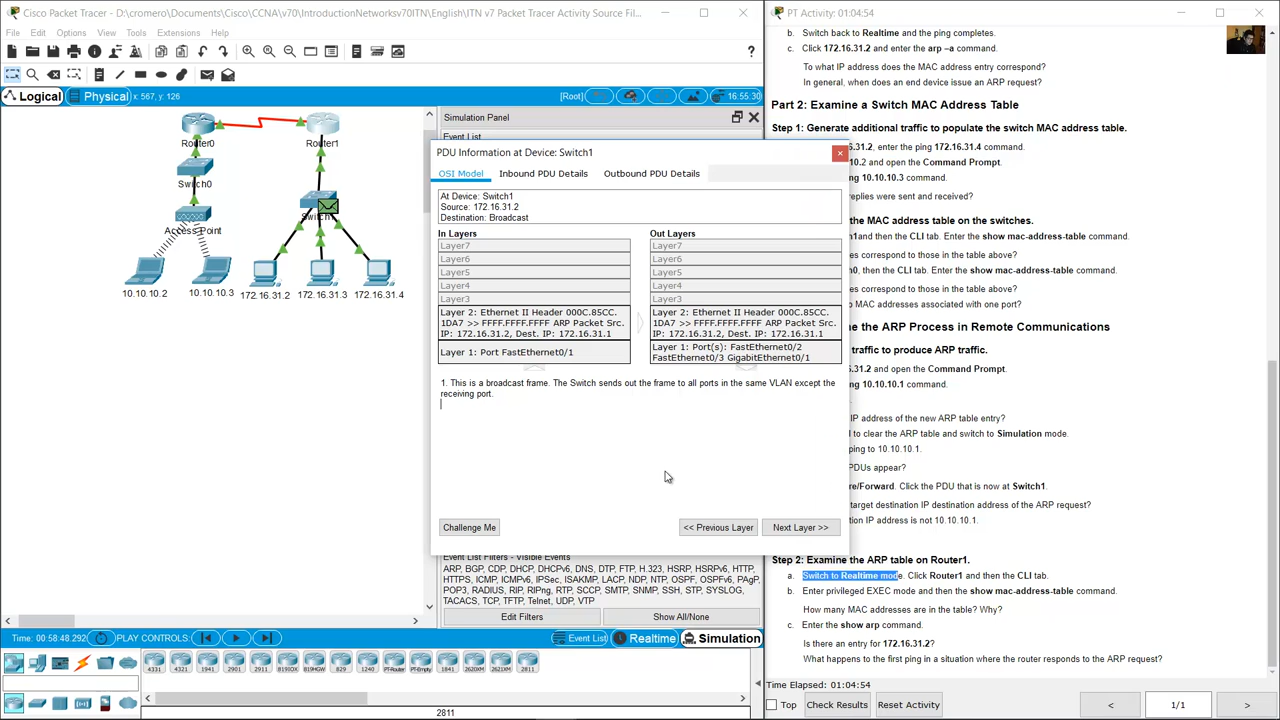 Cisco Packet Tracer - D:\cromero\Documents\Cisco\CCNA\v70\IntroductionNetworksv70ITN\English\ITN v7 Packet Tracer Activity Source Fil...
File Edit Options View Tools Extensions Help
Logical Physical x: 567, y: 126 [Root] 16:55:30
Router0 Router1
Switch0
Access Point
10.10.10.2 10.10.10.3 172.16.31.2 172.16.31.3 172.16.31.4
Simulation Panel
Event List
PDU Information at Device: Switch1
OSI Model Inbound PDU Details Outbound PDU Details
At Device: Switch1
Source: 172.16.31.2
Destination: Broadcast
In Layers Out Layers
Layer7 Layer7
Layer6 Layer6
Layer5 Layer5
Layer4 Layer4
Layer3 Layer3
Layer 2: Ethernet II Header 000C.85CC.
1DA7 >> FFFF.FFFF.FFFF ARP Packet Src.
IP: 172.16.31.2, Dest. IP: 172.16.31.1
Layer 2: Ethernet II Header 000C.85CC.
1DA7 >> FFFF.FFFF.FFFF ARP Packet Src.
IP: 172.16.31.2, Dest. IP: 172.16.31.1
Layer 1: Port FastEthernet0/1
Layer 1: Port(s): FastEthernet0/2
FastEthernet0/3 GigabitEthernet0/1
1. This is a broadcast frame. The Switch sends out the frame to all ports in the same VLAN except the
receiving port.
Challenge Me << Previous Layer Next Layer >>
Event List Filters - Visible Events
ARP, BGP, CDP, DHCP, DHCPv6, DNS, DTP, FTP, H.323, HSRP, HSRPv6, HTTP,
HTTPS, ICMP, ICMPv6, IPSec, ISAKMP, LACP, NDP, NTP, OSPF, OSPFv6, PAgP,
POP3, RADIUS, RIP, RIPng, RTP, SCCP, SMTP, SNMP, SSH, STP, SYSLOG,
TACACS, TCP, TFTP, Telnet, UDP, VTP
Edit Filters Show All/None
Time: 00:58:48.292 PLAY CONTROLS: Event List Realtime Simulation
4331 4321 1941 2901 2911 819IOX 819HGW 829 1240 PT-Router PT-Empty 1841 2620XM 2621XM 2811
2811
PT Activity: 01:04:54
b. Switch back to Realtime and the ping completes.
c. Click 172.16.31.2 and enter the arp –a command.
To what IP address does the MAC address entry correspond?
In general, when does an end device issue an ARP request?
Part 2: Examine a Switch MAC Address Table
Step 1: Generate additional traffic to populate the switch MAC address table.
.31.2, enter the ping 172.16.31.4 command.
10.2 and open the Command Prompt.
ng 10.10.10.3 command.
replies were sent and received?
the MAC address table on the switches.
h1and then the CLI tab. Enter the show mac-address-table command.
es correspond to those in the table above?
h0, then the CLI tab. Enter the show mac-address-table command.
es correspond to those in the table above?
o MAC addresses associated with one port?
ne the ARP Process in Remote Communications
c to produce ARP traffic.
.31.2 and open the Command Prompt.
ng 10.10.10.1 command.
IP address of the new ARP table entry?
d to clear the ARP table and switch to Simulation mode.
ping to 10.10.10.1.
PDUs appear?
re/Forward. Click the PDU that is now at Switch1.
target destination IP destination address of the ARP request?
ion IP address is not 10.10.10.1.
Step 2: Examine the ARP table on Router1.
a. Switch to Realtime mode. Click Router1 and then the CLI tab.
b. Enter privileged EXEC mode and then the show mac-address-table command.
How many MAC addresses are in the table? Why?
c. Enter the show arp command.
Is there an entry for 172.16.31.2?
What happens to the first ping in a situation where the router responds to the ARP request?
Time Elapsed: 01:04:54
Top Check Results Reset Activity < 1/1 >